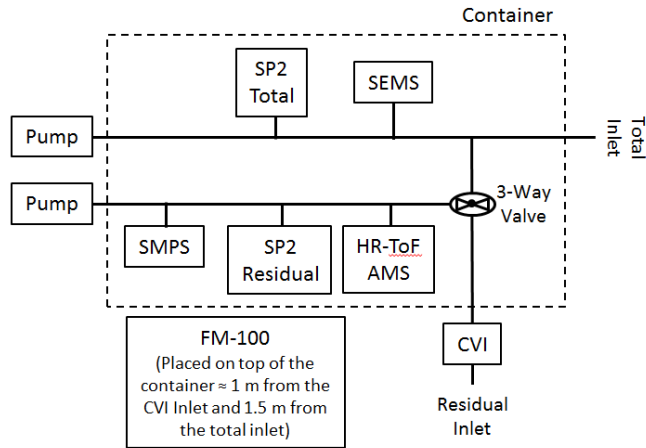 Container
SP2
Total
SEMS
Pump
Total
Inlet
Pump
3-Way
Valve
SMPS
SP2
Residual
HR-ToF
AMS
FM-100
(Placed on top of the
container ≈ 1 m from the
CVI Inlet and 1.5 m from
the total inlet)
CVI
Residual
Inlet